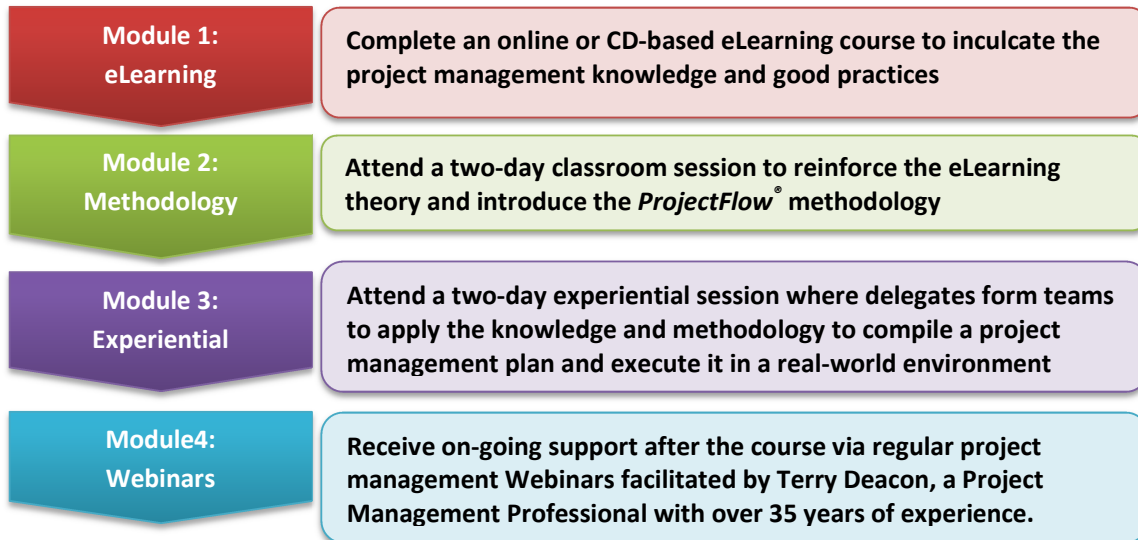 Module 1:
eLearning
Complete an online or CD-based eLearning course to inculcate the
project management knowledge and good practices
Module 2:
Methodology
Attend a two-day classroom session to reinforce the eLearning
theory and introduce the ProjectFlow® methodology
Module 3:
Experiential
Attend a two-day experiential session where delegates form teams
to apply the knowledge and methodology to compile a project
management plan and execute it in a real-world environment
Module4:
Webinars
Receive on-going support after the course via regular project
management Webinars facilitated by Terry Deacon, a Project
Management Professional with over 35 years of experience.